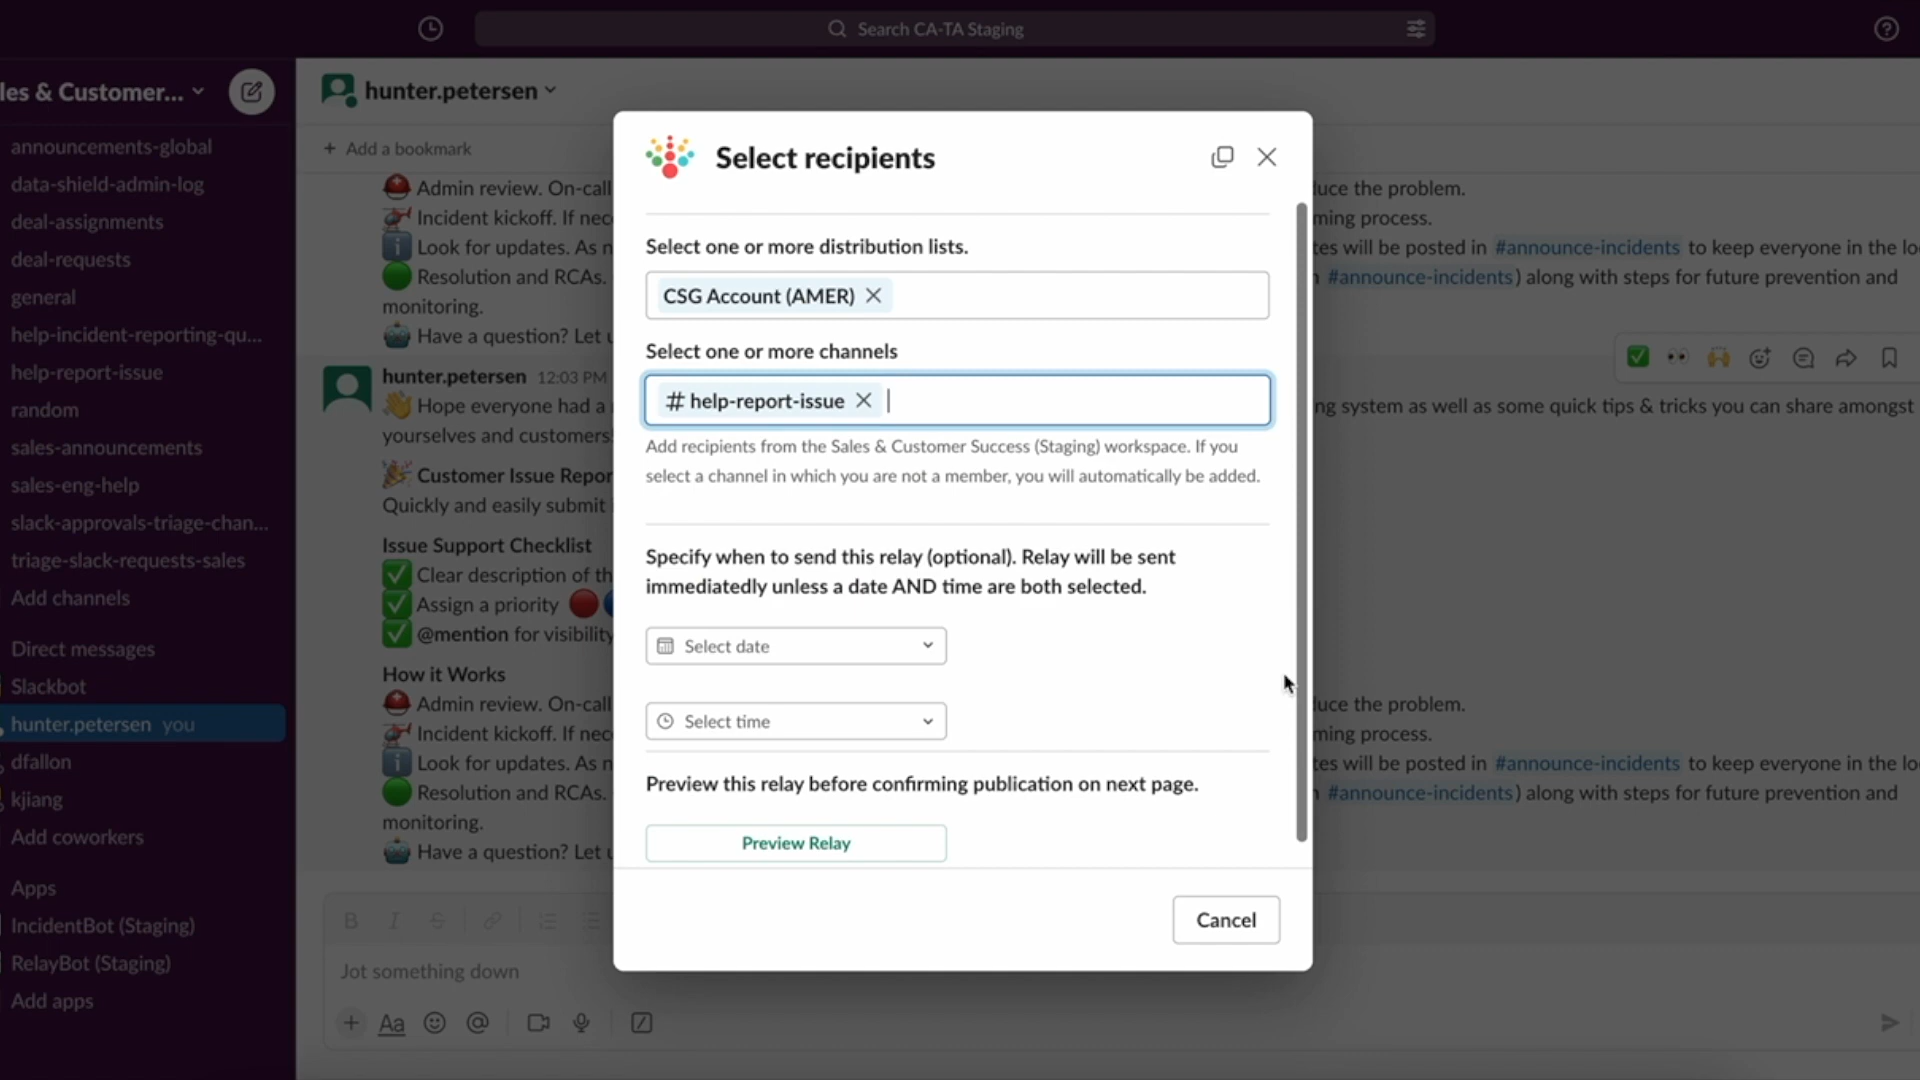 Search CA-TA Staging
les & Customer...
announcements-global
data-shield-admin-log
deal-assignments
deal-requests
general
help-incident-reporting-qu...
help-report-issue
random
sales-announcements
sales-eng-help
slack-approvals-triage-chan...
triage-slack-requests-sales
Add channels
Direct messages
Slackbot
hunter.petersen you
dfallon
kjiang
Add coworkers
Apps
IncidentBot (Staging)
RelayBot (Staging)
Add apps
hunter.petersen
+ Add a bookmark
Admin review. On-call
Incident kickoff. If nec
Look for updates. As n
Resolution and RCAs.
monitoring.
Have a question? Let u
hunter.petersen 12:03 PM
Hope everyone had a
yourselves and customers!
Customer Issue Repor
Quickly and easily submit i
Issue Support Checklist
Clear description of th
Assign a priority
@mention for visibility
How it Works
Admin review. On-call
Incident kickoff. If nec
Look for updates. As n
Resolution and RCAs.
monitoring.
Have a question? Let u
Jot something down
Select recipients
Select one or more distribution lists.
CSG Account (AMER)
Select one or more channels
# help-report-issue
Add recipients from the Sales & Customer Success (Staging) workspace. If you
select a channel in which you are not a member, you will automatically be added.
Specify when to send this relay (optional). Relay will be sent
immediatedly unless a date AND time are both selected.
Select date
Select time
Preview this relay before confirming publication on next page.
Preview Relay
Cancel
luce the problem.
ming process.
tes will be posted in #announce-incidents to keep everyone in the lo
#announce-incidents) along with steps for future prevention and
ng system as well as some quick tips & tricks you can share amongst
luce the problem.
ming process.
tes will be posted in #announce-incidents to keep everyone in the lo
#announce-incidents) along with steps for future prevention and